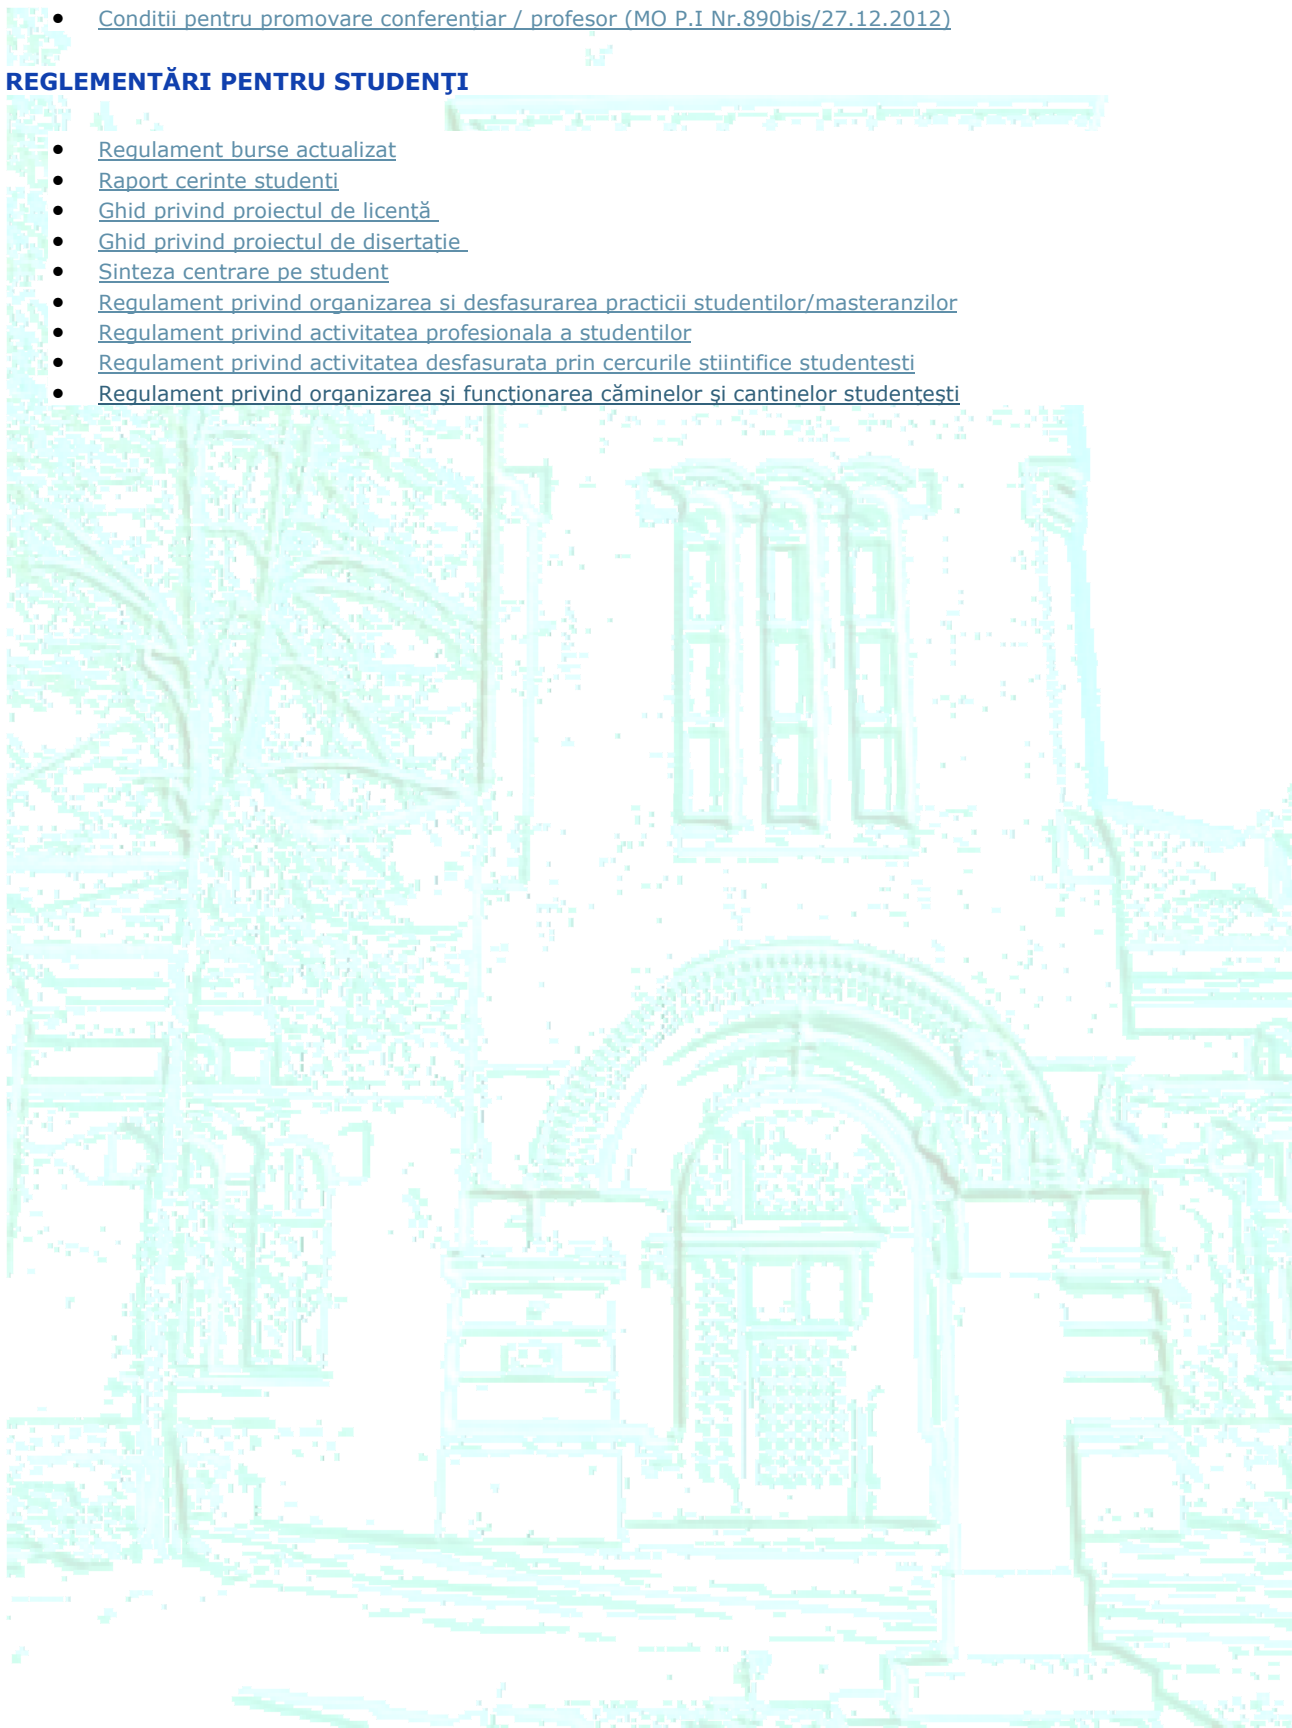 • Conditii pentru promovare conferenţiar / profesor (MO P.I Nr.890bis/27.12.2012)
REGLEMENTĂRI PENTRU STUDENŢI
• Regulament burse actualizat
• Raport cerinte studenti
• Ghid privind proiectul de licenţă
• Ghid privind proiectul de disertaţie
• Sinteza centrare pe student
• Regulament privind organizarea si desfasurarea practicii studentilor/masteranzilor
• Regulament privind activitatea profesionala a studentilor
• Regulament privind activitatea desfasurata prin cercurile stiintifice studentesti
• Regulament privind organizarea şi funcţionarea căminelor şi cantinelor studenţeşti